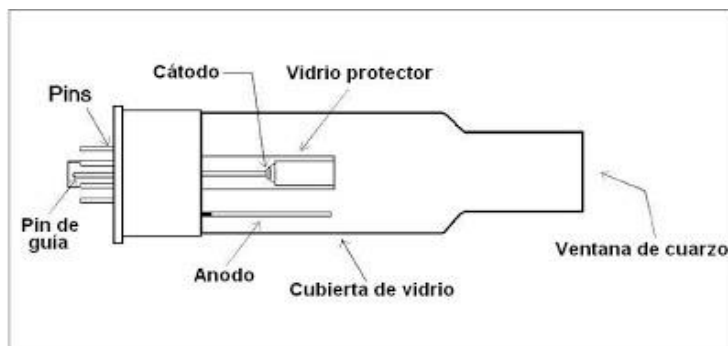 Cátodo
Vidrio protector
Pins
Pin de
guía
Anodo
Cubierta de vidrio
Ventana de cuarzo